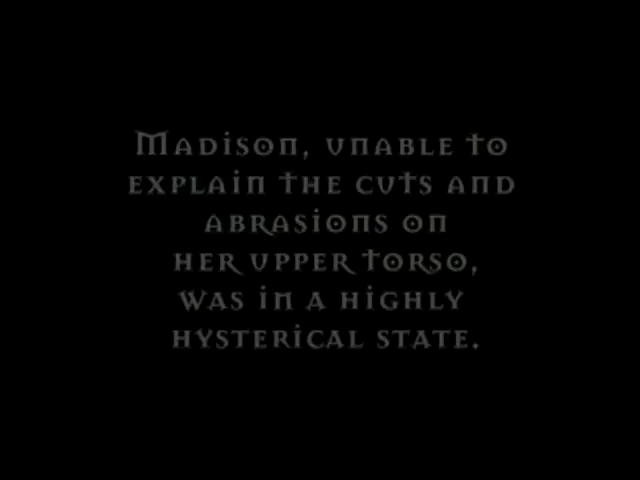 Madison, unable to
explain the cuts and
abrasions on
her upper torso,
was in a highly
hysterical state.